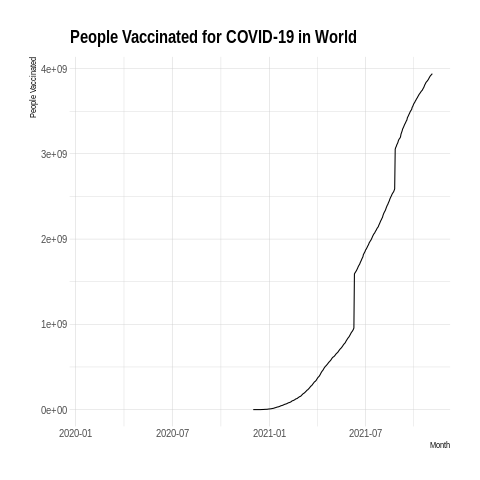 People Vaccinated for COVID-19 in World
People Vaccinated
4e+09
3e+09
2e+09
1e+09
0e+00
2020-01 2020-07 2021-01 2021-07
Month